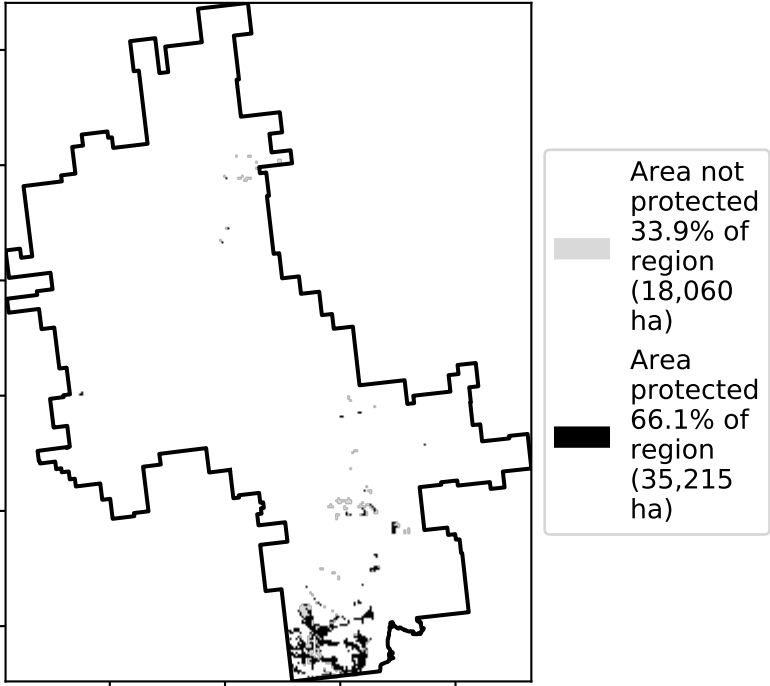 Area not
protected
33.9% of
region
(18,060
ha)
Area
protected
66.1% of
region
(35,215
ha)